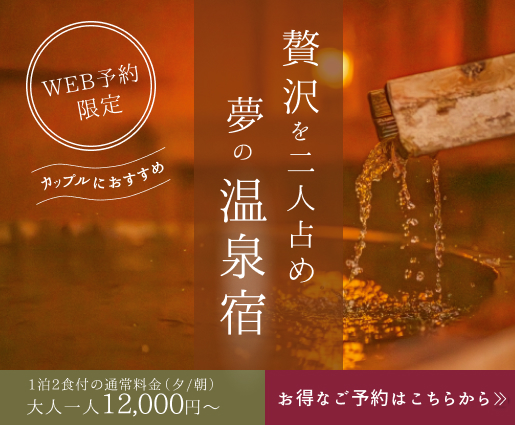 WEB予約
限定
カップルにおすすめ
贅沢を二人占め
夢の温泉宿
1泊2食付の通常料金(夕/朝)
大人一人12,000円〜
お得なご予約はこちらから»